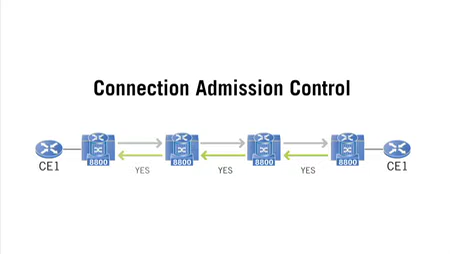 Connection Admission Control
8800 8800 8800 8800
CE1 YES YES YES CE1